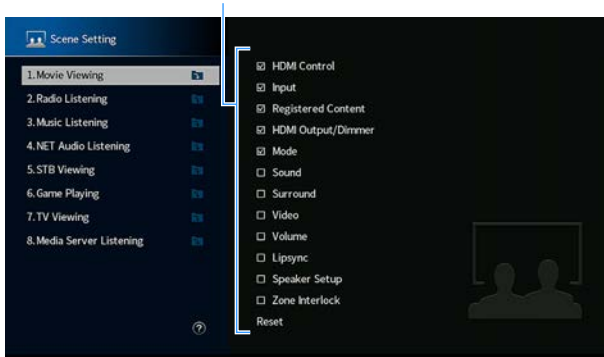 Scene Setting
1.Movie Viewing
2.Radio Listening
3.Music Listening
4.NET Audio Listening
5.STB Viewing
6.Game Playing
7.TV Viewing
8.Media Server Listening
?
HDMI Control
Input
Registered Content
HDMI Output/Dimmer
Mode
Sound
Surround
Video
Volume
Lipsync
Speaker Setup
Zone Interlock
Reset